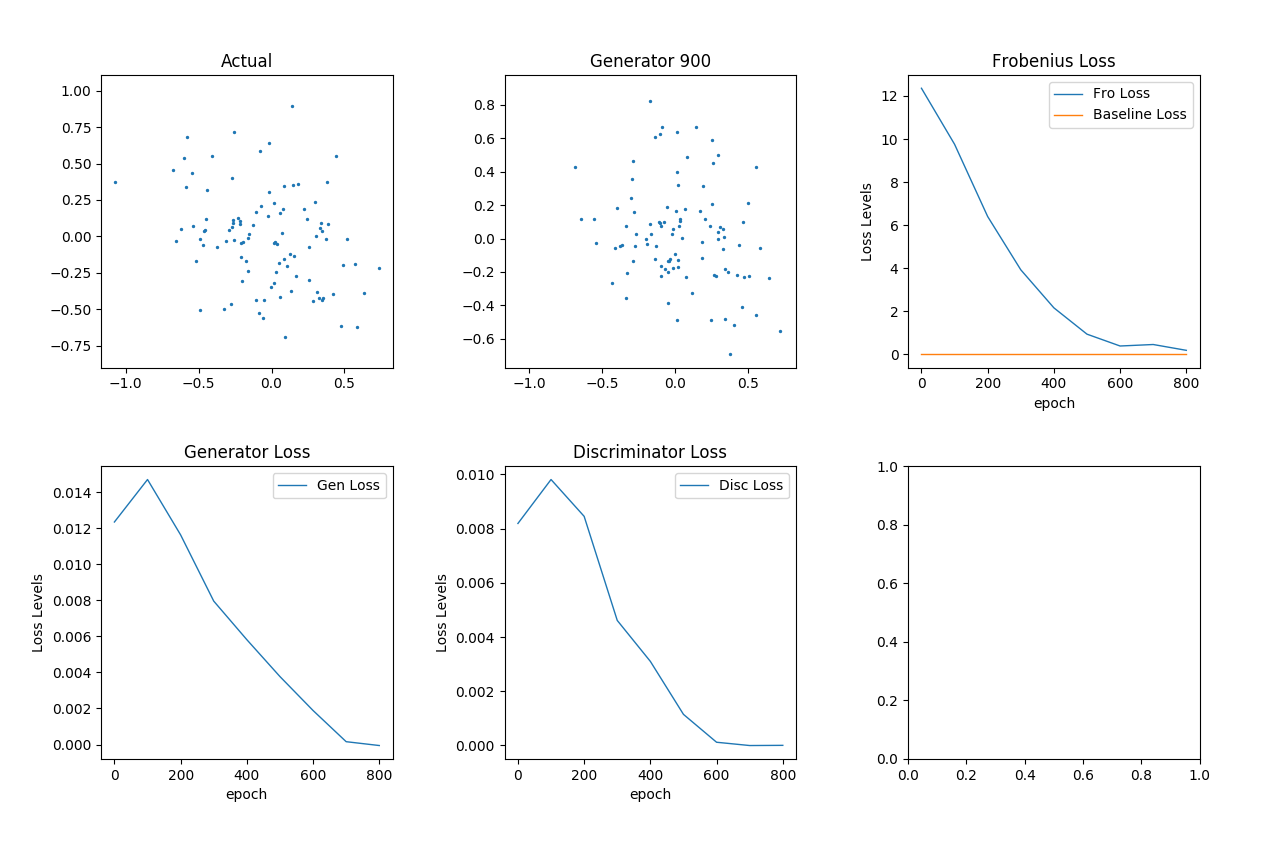 Actual
1.00
0.75
0.50
0.25
0.00
−0.25
−0.50
−0.75
−1.0 −0.5 0.0 0.5
Generator 900
0.8
0.6
0.4
0.2
0.0
−0.2
−0.4
−0.6
−1.0 −0.5 0.0 0.5
Frobenius Loss
Fro Loss
Baseline Loss
Loss Levels
12
10
8
6
4
2
0
0 200 400 600 800
epoch
Generator Loss
Gen Loss
Loss Levels
0.014
0.012
0.010
0.008
0.006
0.004
0.002
0.000
0 200 400 600 800
epoch
Discriminator Loss
Disc Loss
Loss Levels
0.010
0.008
0.006
0.004
0.002
0.000
0 200 400 600 800
epoch
1.0
0.8
0.6
0.4
0.2
0.0
0.0 0.2 0.4 0.6 0.8 1.0